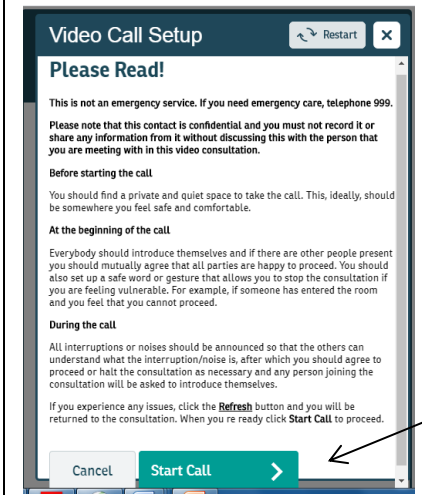 Video Call Setup Restart
Please Read!
This is not an emergency service. If you need emergency care, telephone 999.
Please note that this contact is confidential and you must not record it or
share any information from it without discussing this with the person that
you are meeting with in this video consultation.
Before starting the call
You should find a private and quiet space to take the call. This, ideally, should
be somewhere you feel safe and comfortable.
At the beginning of the call
Everybody should introduce themselves and if there are other people present
you should mutually agree that all parties are happy to proceed. You should
also set up a safe word or gesture that allows you to stop the consultation if
you are feeling vulnerable. For example, if someone has entered the room
and you feel that you cannot proceed.
During the call
All interruptions or noises should be announced so that the others can
understand what the interruption/noise is, after which you should agree to
proceed or halt the consultation as necessary and any person joining the
consultation will be asked to introduce themselves.
If you experience any issues, click the Refresh button and you will be
returned to the consultation. When you re ready click Start Call to proceed.
Cancel Start Call